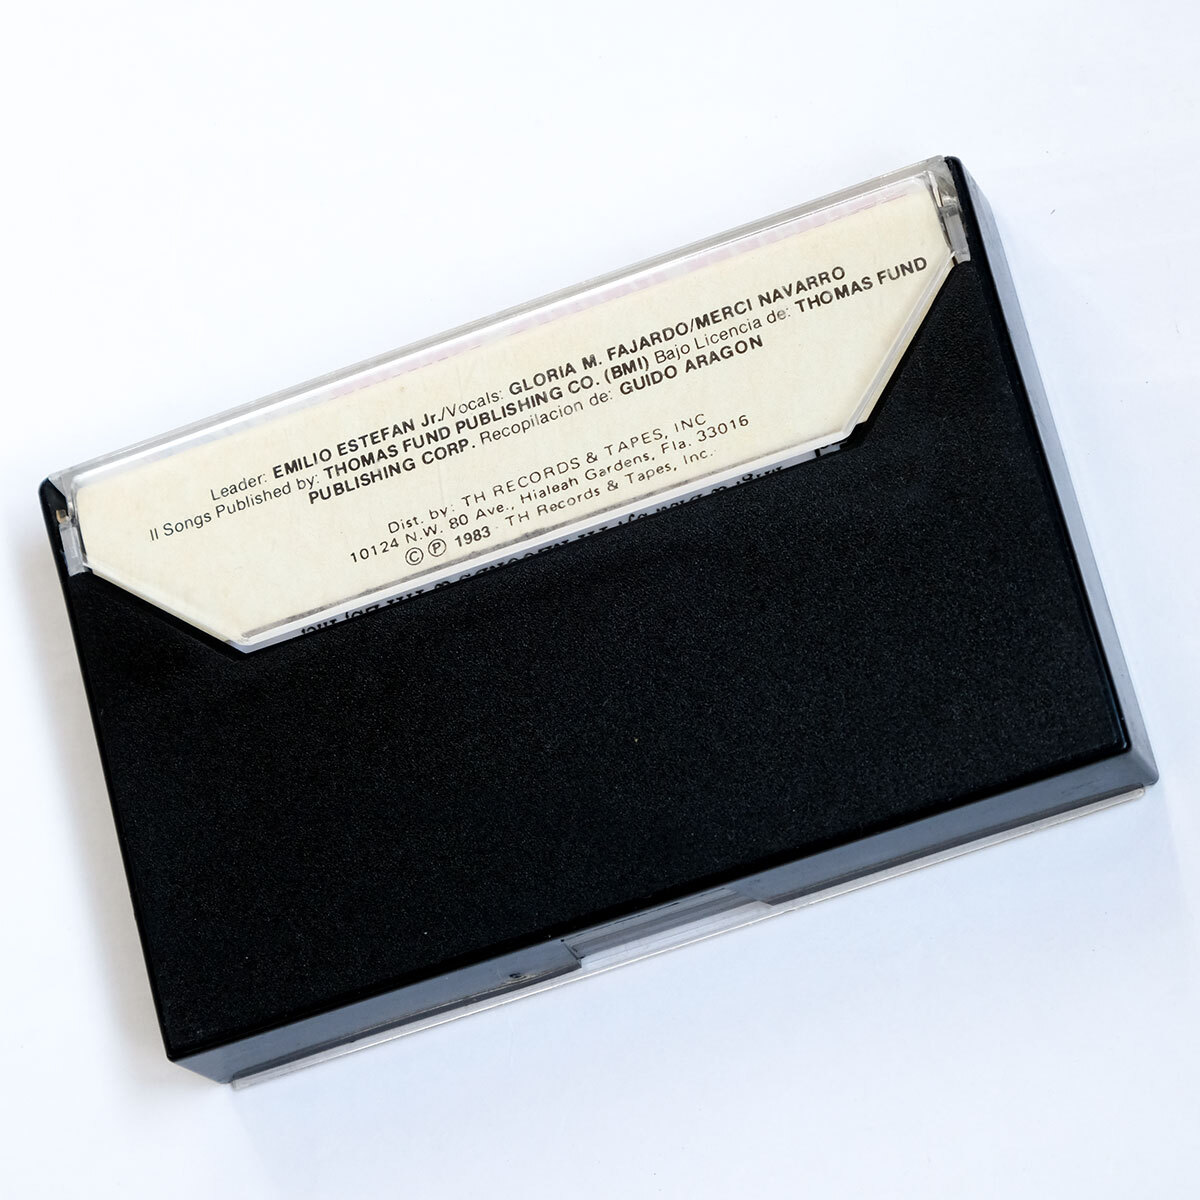 Leader: EMILIO ESTEFAN Jr./Vocals: GLORIA M. FAJARDO/MERCI NAVARRO
II Songs Published by: THOMAS FUND PUBLISHING CO. (BMI) Bajo Licencia de: THOMAS FUND
PUBLISHING CORP. Recopilacion de: GUIDO ARAGON
Dist. by: TH RECORDS & TAPES, INC
10124 N.W. 80 Ave., Hialeah Gardens, Fla. 33016
© Ⓟ 1983 · TH Records & Tapes, Inc.